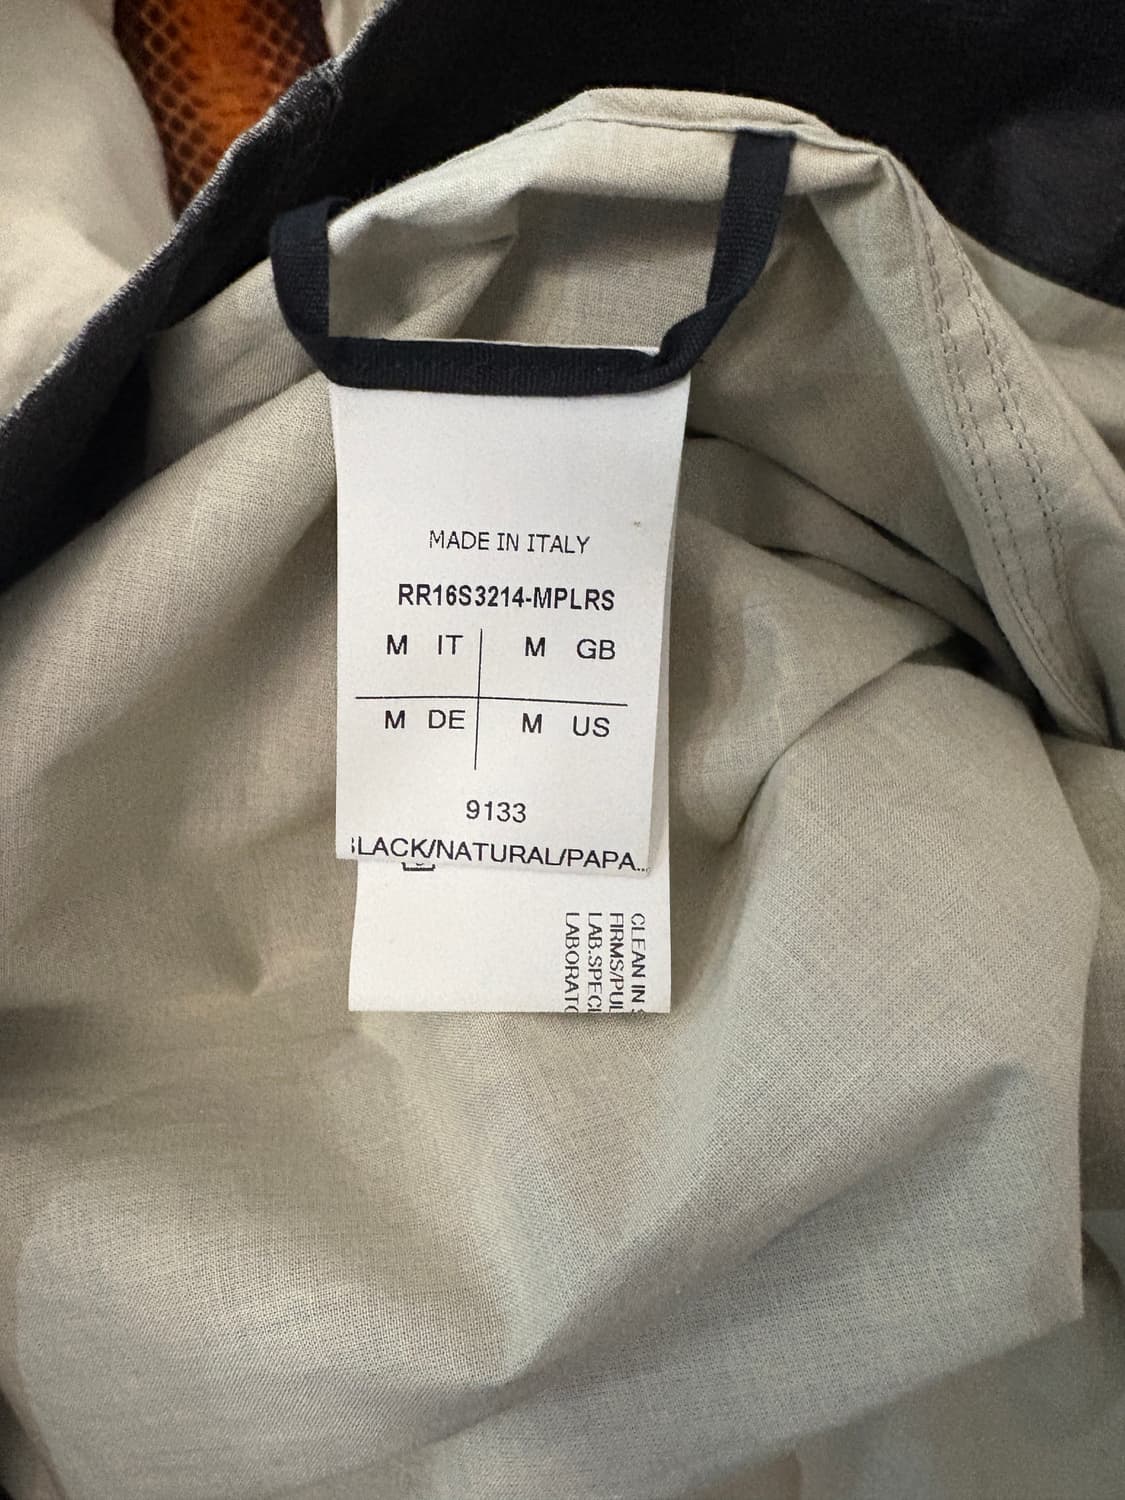 MADE IN ITALY
RR16S3214-MPLRS
M IT M GB
M DE M US
9133
BLACK/NATURAL/PAPA...
CLEAN IN
FIRMS/PUL
LAB.SPECI
LABORATO